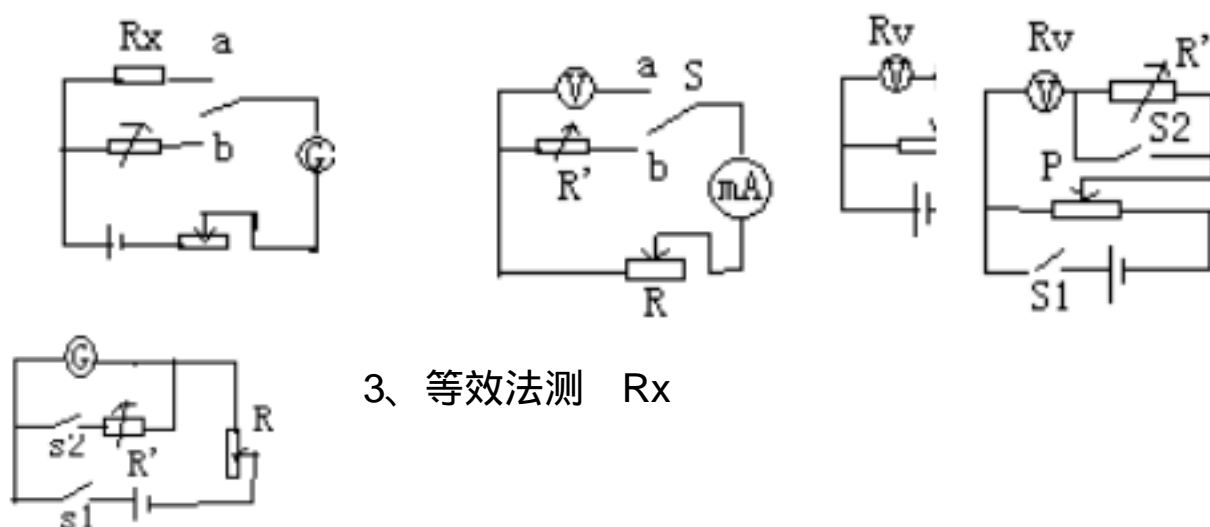 Rx a
b
G
V a S
R' b
mA
R
Rv
V
Rv
V R'
S2
P
S1
G
s2 R' R
s1
3、等效法测 Rx